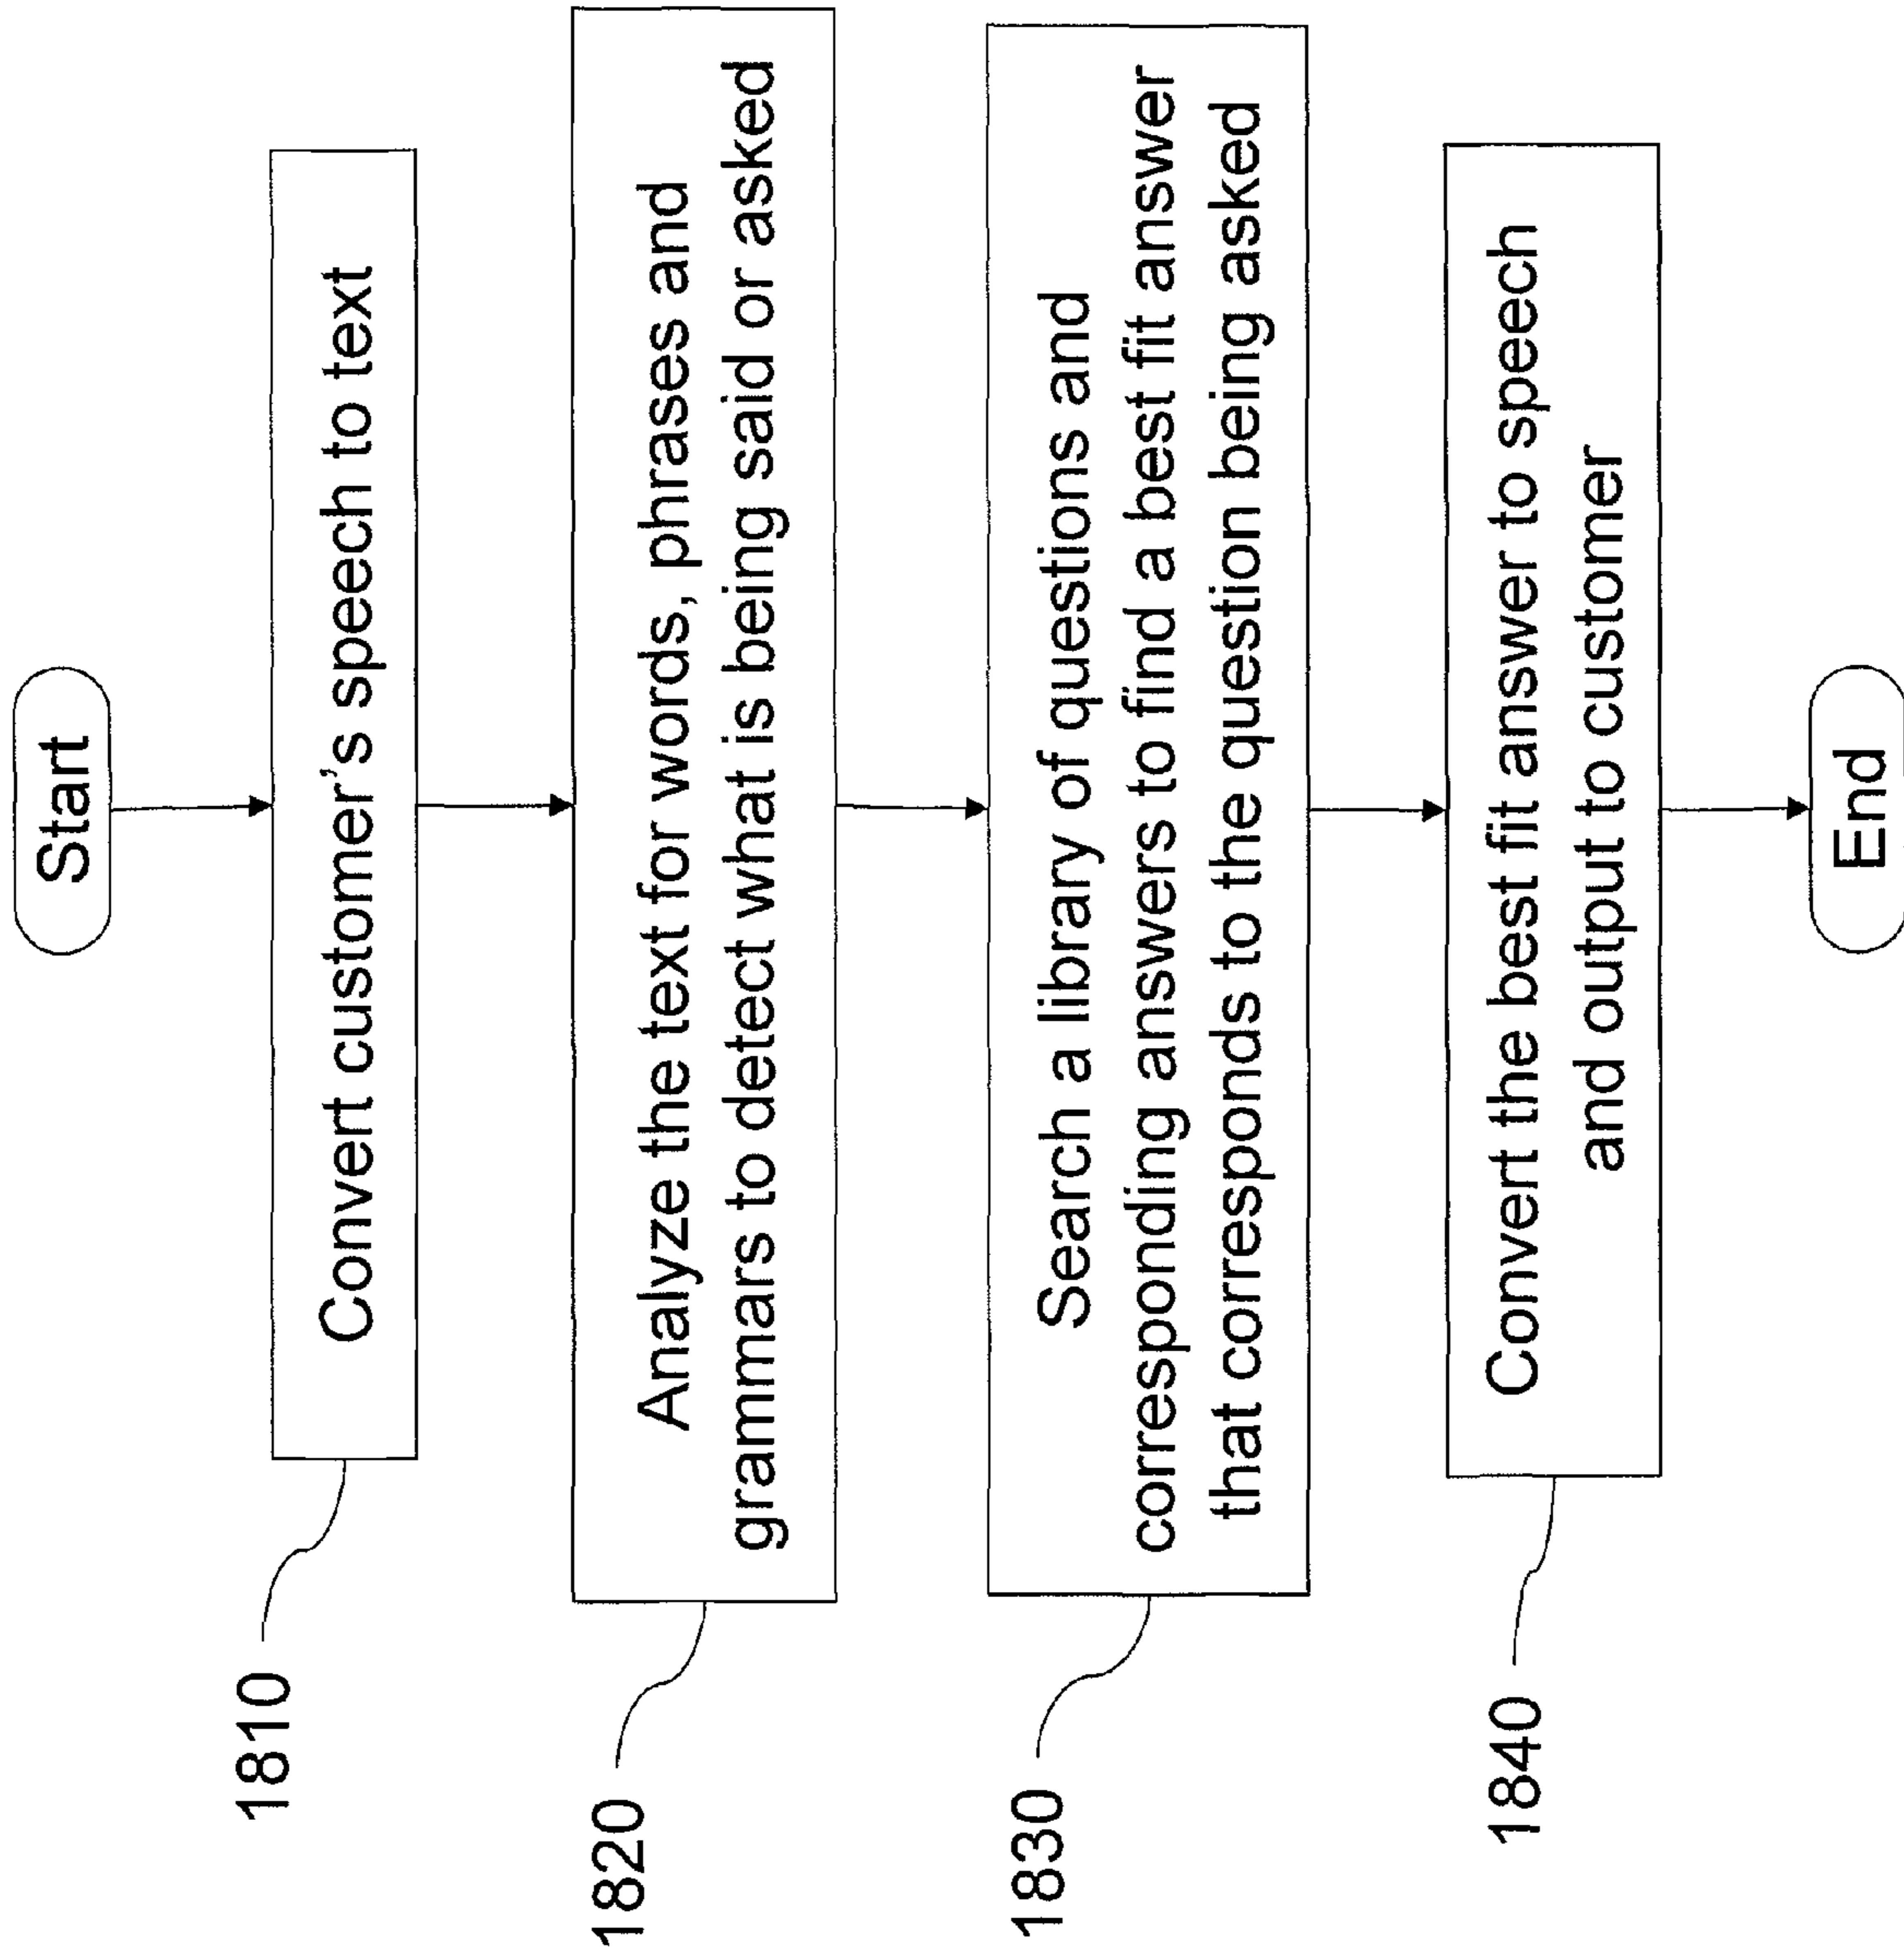 Start
1810
Convert customer's speech to text
1820
Analyze the text for words, phrases and
grammars to detect what is being said or asked
1830
Search a library of questions and
corresponding answers to find a best fit answer
that corresponds to the question being asked
1840
Convert the best fit answer to speech
and output to customer
End